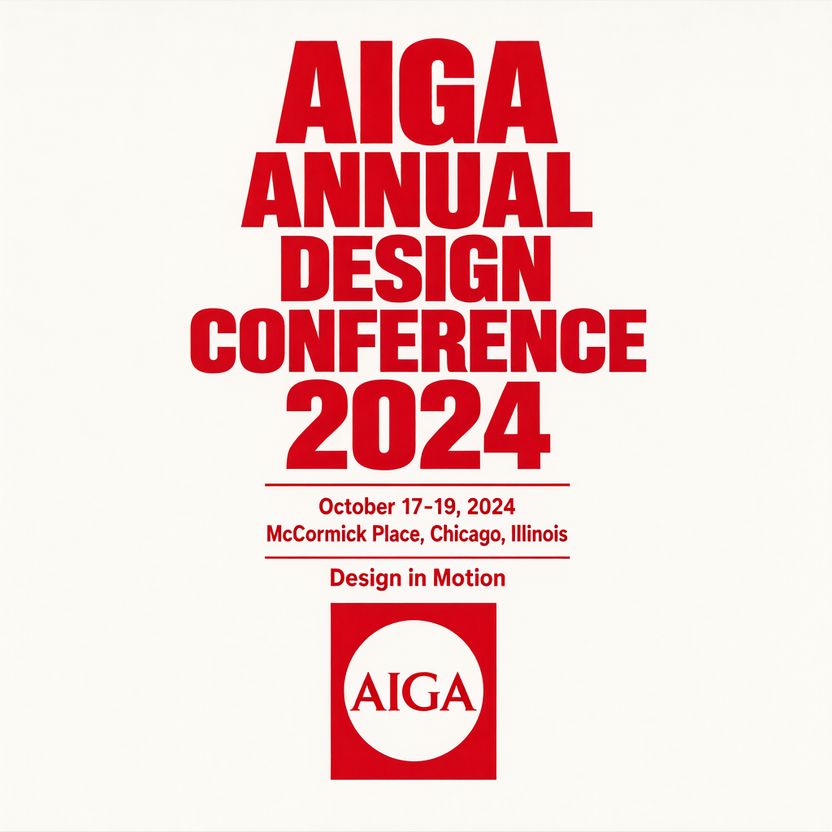 AIGA
ANNUAL
DESIGN
CONFERENCE
2024
October 17-19, 2024
McCormick Place, Chicago, Illinois
Design in Motion
AIGA